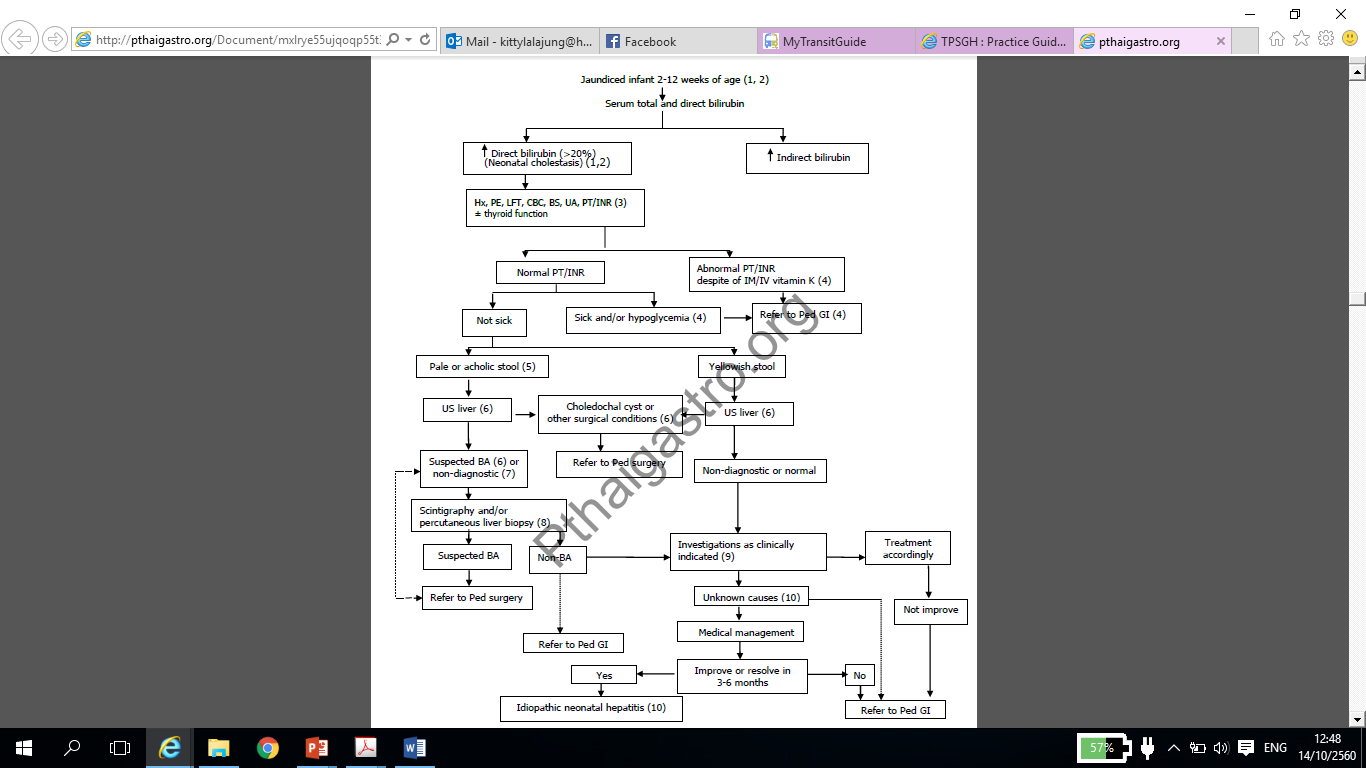 http://pthaigastro.org/Document/mxlrye55ujqoqp55t
Mail - kittylalajung@h...
Facebook
MyTransitGuide
TPSGH : Practice Guid...
pthaigastro.org
Jaundiced infant 2-12 weeks of age (1, 2)
Serum total and direct bilirubin
Direct bilirubin (>20%)
(Neonatal cholestasis) (1,2)
Indirect bilirubin
Hx, PE, LFT, CBC, BS, UA, PT/INR (3)
± thyroid function
Normal PT/INR
Abnormal PT/INR
despite of IM/IV vitamin K (4)
Not sick
Sick and/or hypoglycemia (4)
Refer to Ped GI (4)
Pale or acholic stool (5)
Yellowish stool
US liver (6)
Choledochal cyst or
other surgical conditions (6)
US liver (6)
Suspected BA (6) or
non-diagnostic (7)
Refer to Ped surgery
Non-diagnostic or normal
Scintigraphy and/or
percutaneous liver biopsy (8)
Suspected BA
Non-BA
Investigations as clinically
indicated (9)
Treatment
accordingly
Refer to Ped surgery
Unknown causes (10)
Not improve
Refer to Ped GI
Medical management
Improve or resolve in
3-6 months
Yes
No
Idiopathic neonatal hepatitis (10)
Refer to Ped GI
Pthaigastro.org
57%
ENG
12:48
14/10/2560